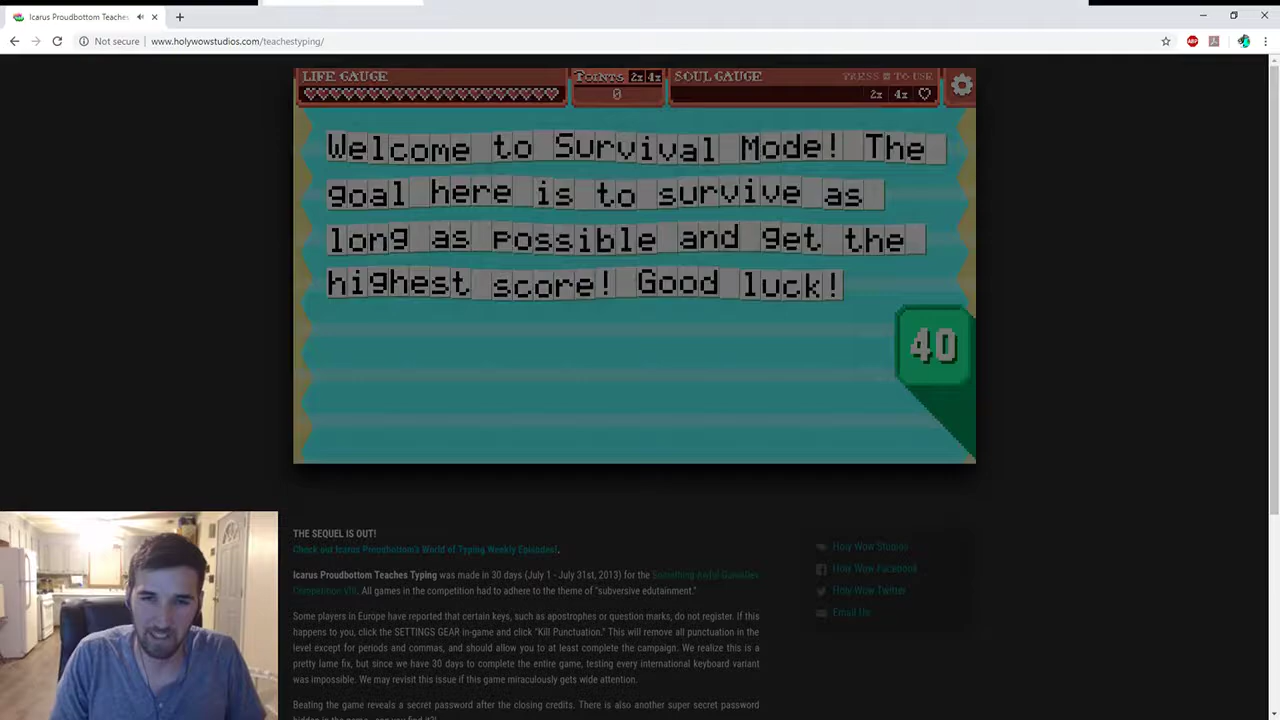 Icarus Proudbottom Teaches
Not secure
www.holywowstudios.com/teachestyping/
ABP
LIFE GAUGE
POINTS 2x 4x
0
SOUL GAUGE
PRESS TO USE
2x 4x
Welcome to Survival Mode! The
goal here is to survive as
long as possible and get the
highest score! Good luck!
40
THE SEQUEL IS OUT!
Check out Icarus Proudbottom's World of Typing Weekly Episodes!.
Icarus Proudbottom Teaches Typing was made in 30 days (July 1 - July 31st, 2013) for the Something Awful GameDev
Competition VIII. All games in the competition had to adhere to the theme of "subversive edutainment."
Some players in Europe have reported that certain keys, such as apostrophes or question marks, do not register. If this
happens to you, click the SETTINGS GEAR in-game and click "Kill Punctuation." This will remove all punctuation in the
level except for periods and commas, and should allow you to at least complete the campaign. We realize this is a
pretty lame fix, but since we have 30 days to complete the entire game, testing every international keyboard variant
was impossible. We may revisit this issue if this game miraculously gets wide attention.
Beating the game reveals a secret password after the closing credits. There is also another super secret password
Holy Wow Studios
Holy Wow Facebook
Holy Wow Twitter
Email Us